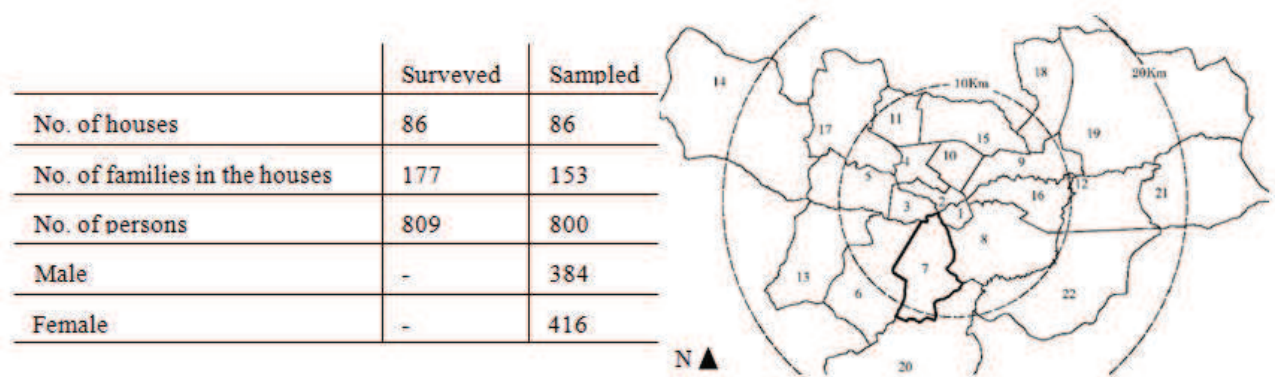 Surveyed Sampled
No. of houses 86 86
No. of families in the houses 177 153
No. of persons 809 800
Male - 384
Female - 416
14
18
20Km
10Km
11
17
15
19
10
9
4
5
12
21
2
16
3
1
8
7
13
6
22
N
20